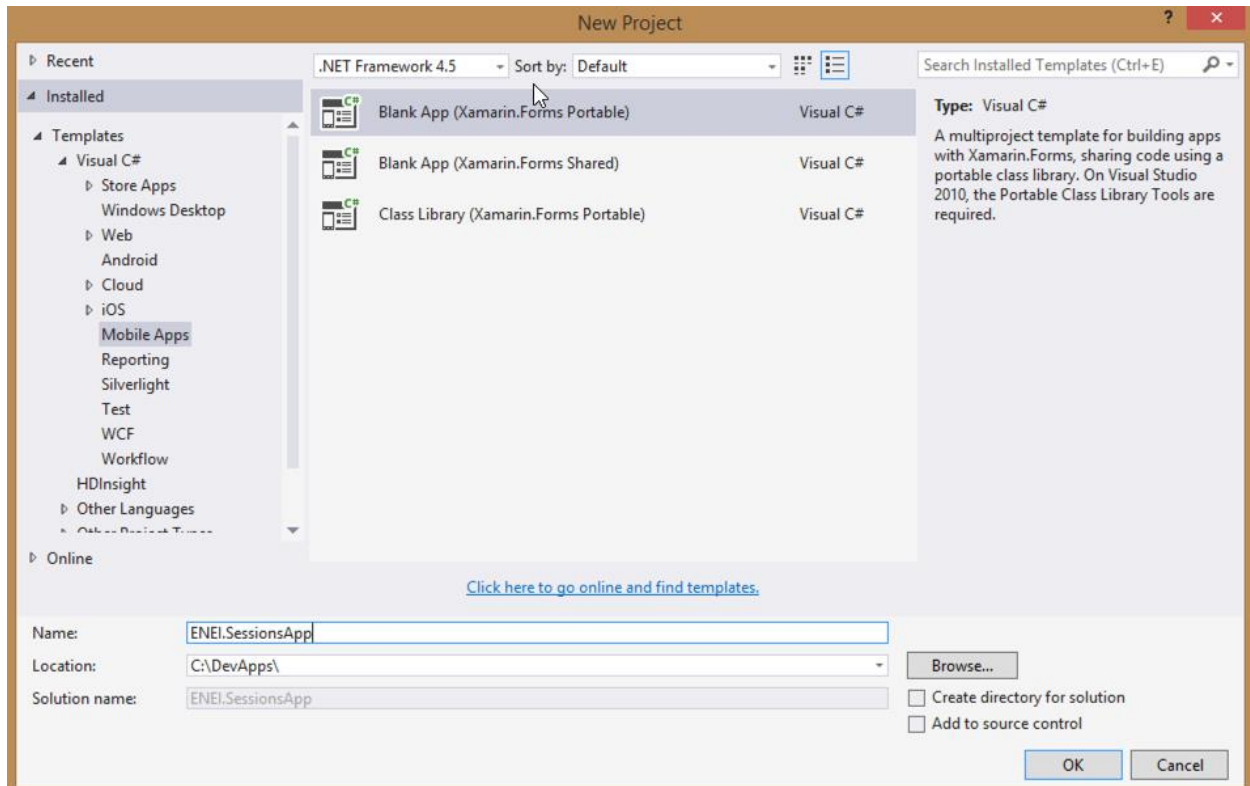 New Project
?
×
Recent
Installed
Templates
Visual C#
Store Apps
Windows Desktop
Web
Android
Cloud
iOS
Mobile Apps
Reporting
Silverlight
Test
WCF
Workflow
HDInsight
Other Languages
Other Project Types
Online
.NET Framework 4.5
Sort by: Default
C#
Blank App (Xamarin.Forms Portable)
Visual C#
C#
Blank App (Xamarin.Forms Shared)
Visual C#
C#
Class Library (Xamarin.Forms Portable)
Visual C#
Click here to go online and find templates.
Search Installed Templates (Ctrl+E)
Type: Visual C#
A multiproject template for building apps
with Xamarin.Forms, sharing code using a
portable class library. On Visual Studio
2010, the Portable Class Library Tools are
required.
Name: ENEI.SessionsApp
Location: C:\DevApps\
Browse...
Solution name: ENEI.SessionsApp
Create directory for solution
Add to source control
OK
Cancel